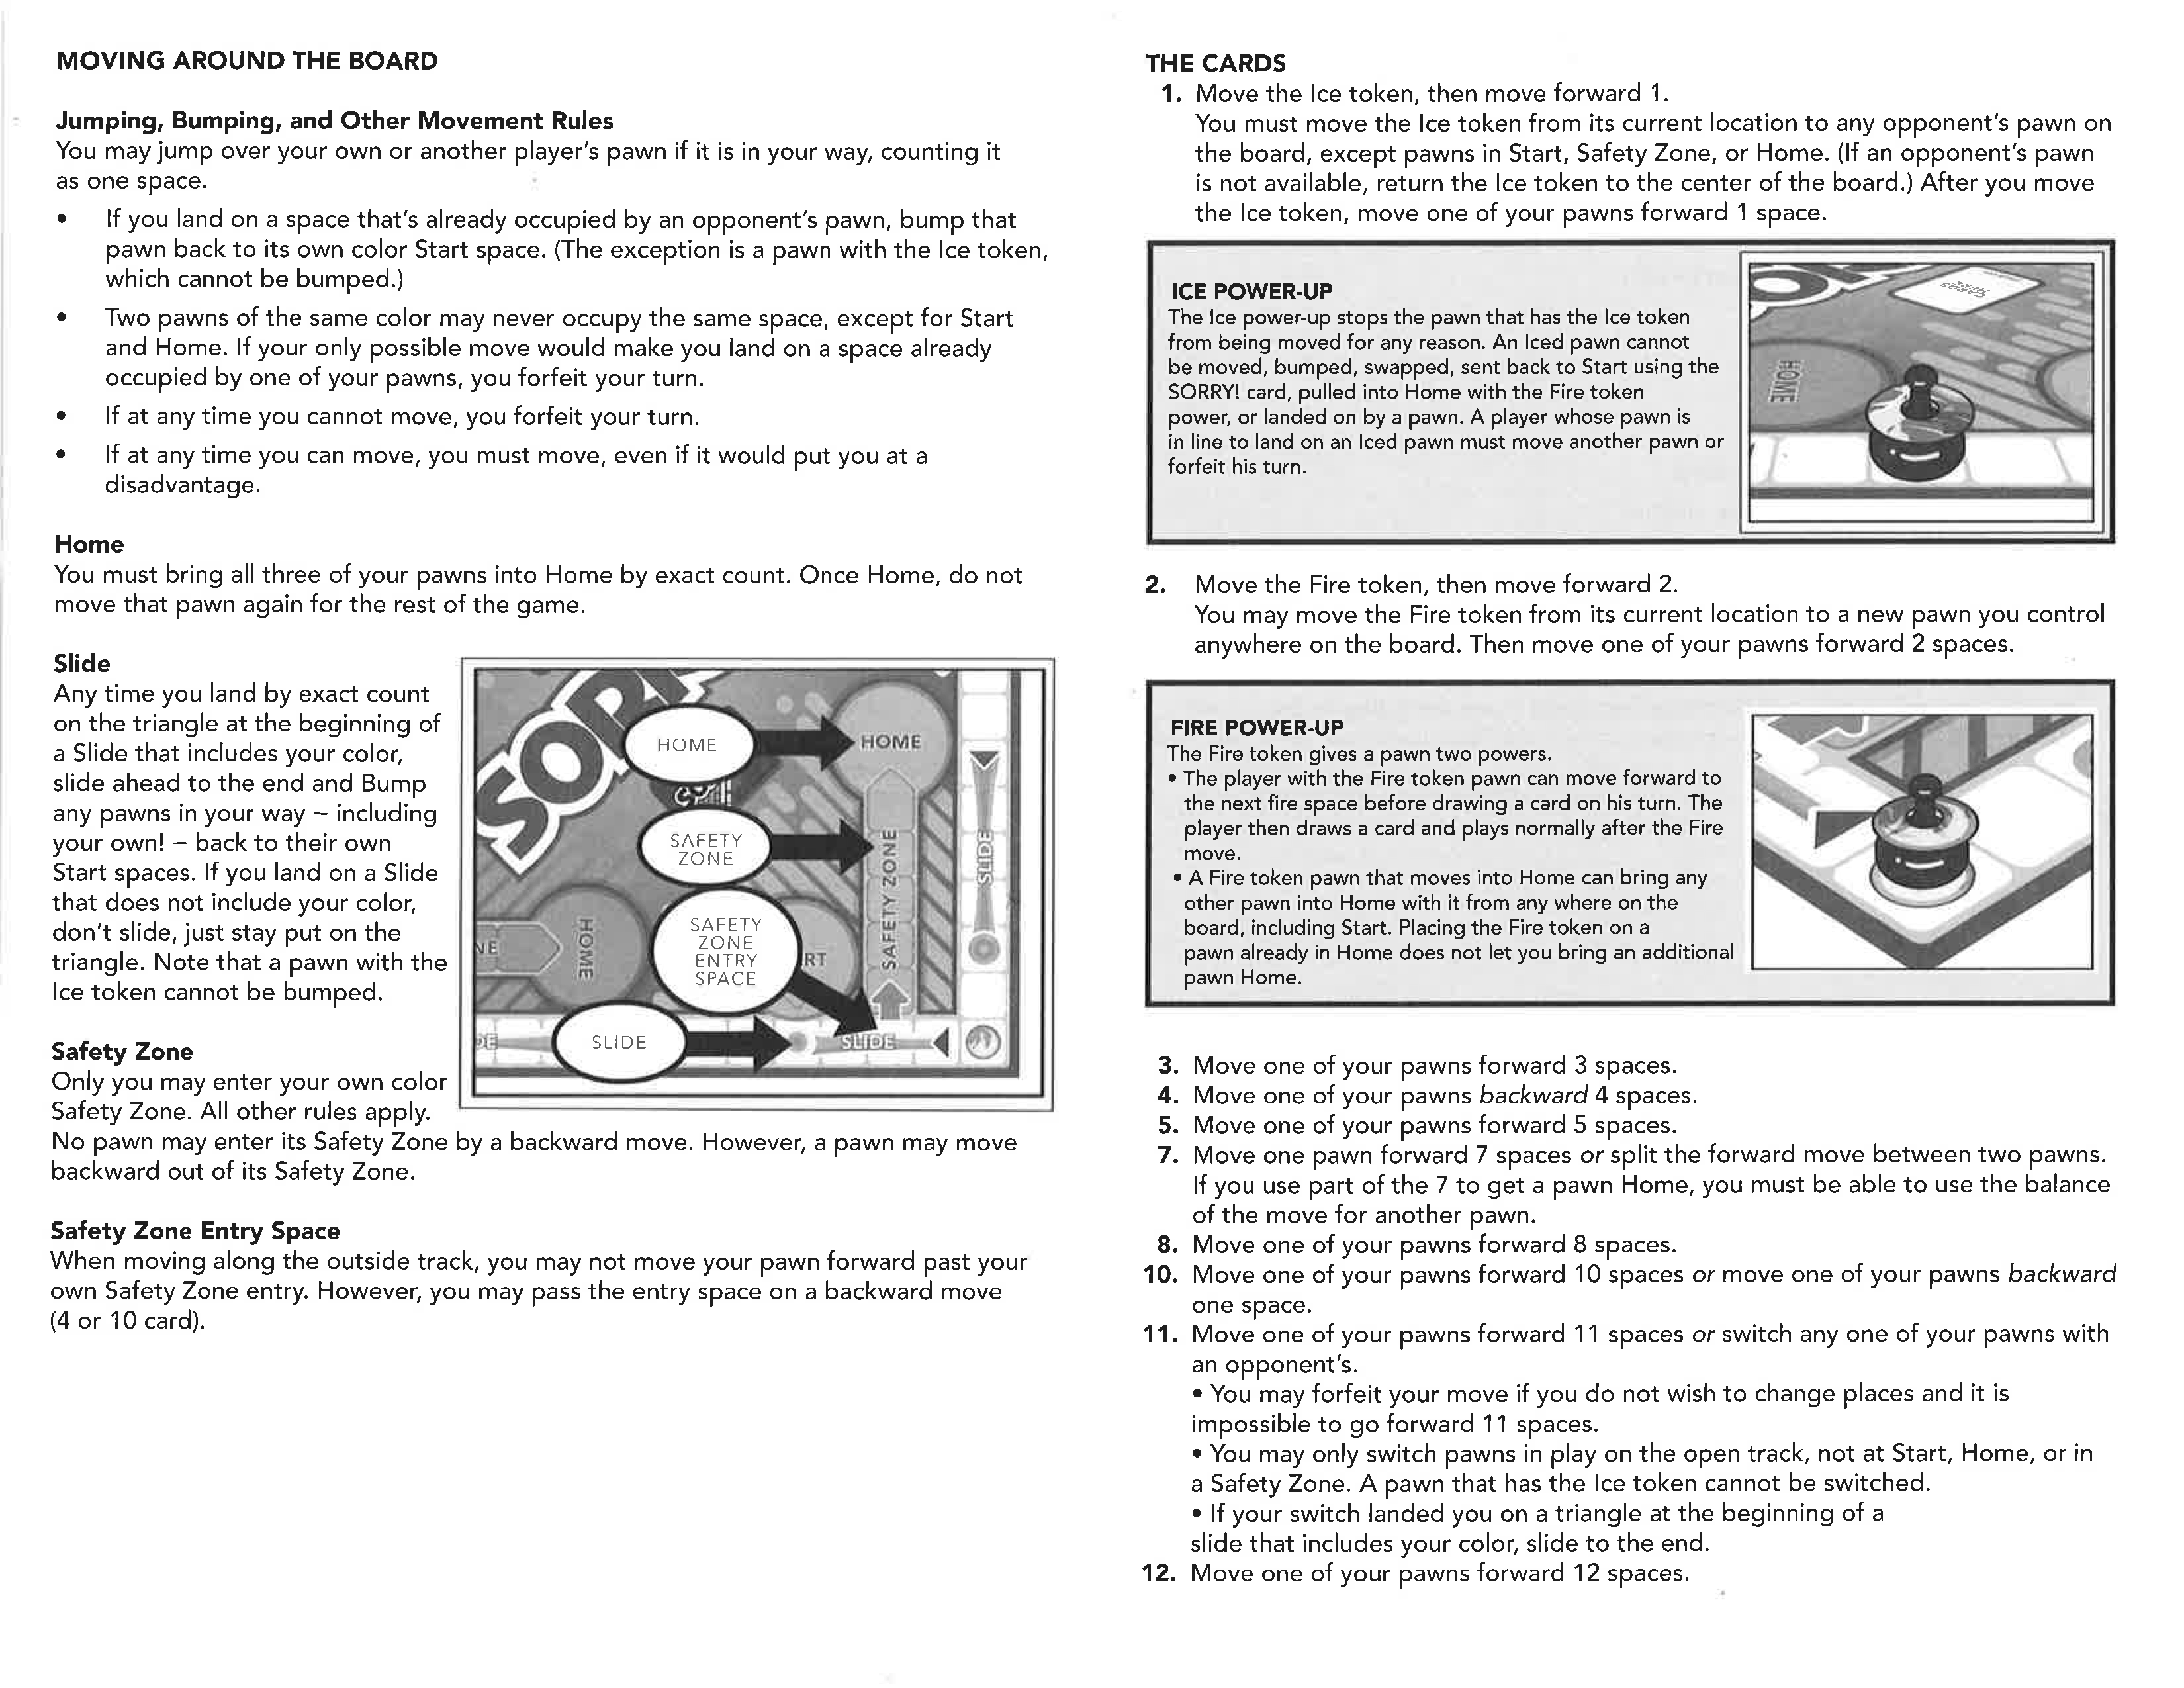 MOVING AROUND THE BOARD
Jumping, Bumping, and Other Movement Rules
You may jump over your own or another player's pawn if it is in your way, counting it
as one space.
• If you land on a space that's already occupied by an opponent's pawn, bump that
pawn back to its own color Start space. (The exception is a pawn with the Ice token,
which cannot be bumped.)
• Two pawns of the same color may never occupy the same space, except for Start
and Home. If your only possible move would make you land on a space already
occupied by one of your pawns, you forfeit your turn.
• If at any time you cannot move, you forfeit your turn.
• If at any time you can move, you must move, even if it would put you at a
disadvantage.
Home
You must bring all three of your pawns into Home by exact count. Once Home, do not
move that pawn again for the rest of the game.
Slide
Any time you land by exact count
on the triangle at the beginning of
a Slide that includes your color,
slide ahead to the end and Bump
any pawns in your way – including
your own! – back to their own
Start spaces. If you land on a Slide
that does not include your color,
don't slide, just stay put on the
triangle. Note that a pawn with the
Ice token cannot be bumped.
HOME
HOME
SAFETY
ZONE
SAFETY ZONE
SLIDE
SAFETY
ZONE
ENTRY
SPACE
HOME
NE
RT
SLIDE
SLIDE
DE
Safety Zone
Only you may enter your own color
Safety Zone. All other rules apply.
No pawn may enter its Safety Zone by a backward move. However, a pawn may move
backward out of its Safety Zone.
Safety Zone Entry Space
When moving along the outside track, you may not move your pawn forward past your
own Safety Zone entry. However, you may pass the entry space on a backward move
(4 or 10 card).
THE CARDS
1. Move the Ice token, then move forward 1.
You must move the Ice token from its current location to any opponent's pawn on
the board, except pawns in Start, Safety Zone, or Home. (If an opponent's pawn
is not available, return the Ice token to the center of the board.) After you move
the Ice token, move one of your pawns forward 1 space.
ICE POWER-UP
The Ice power-up stops the pawn that has the Ice token
from being moved for any reason. An Iced pawn cannot
be moved, bumped, swapped, sent back to Start using the
SORRY! card, pulled into Home with the Fire token
power, or landed on by a pawn. A player whose pawn is
in line to land on an Iced pawn must move another pawn or
forfeit his turn.
HOME
2. Move the Fire token, then move forward 2.
You may move the Fire token from its current location to a new pawn you control
anywhere on the board. Then move one of your pawns forward 2 spaces.
FIRE POWER-UP
The Fire token gives a pawn two powers.
• The player with the Fire token pawn can move forward to
the next fire space before drawing a card on his turn. The
player then draws a card and plays normally after the Fire
move.
• A Fire token pawn that moves into Home can bring any
other pawn into Home with it from any where on the
board, including Start. Placing the Fire token on a
pawn already in Home does not let you bring an additional
pawn Home.
3. Move one of your pawns forward 3 spaces.
4. Move one of your pawns backward 4 spaces.
5. Move one of your pawns forward 5 spaces.
7. Move one pawn forward 7 spaces or split the forward move between two pawns.
If you use part of the 7 to get a pawn Home, you must be able to use the balance
of the move for another pawn.
8. Move one of your pawns forward 8 spaces.
10. Move one of your pawns forward 10 spaces or move one of your pawns backward
one space.
11. Move one of your pawns forward 11 spaces or switch any one of your pawns with
an opponent's.
• You may forfeit your move if you do not wish to change places and it is
impossible to go forward 11 spaces.
• You may only switch pawns in play on the open track, not at Start, Home, or in
a Safety Zone. A pawn that has the Ice token cannot be switched.
• If your switch landed you on a triangle at the beginning of a
slide that includes your color, slide to the end.
12. Move one of your pawns forward 12 spaces.